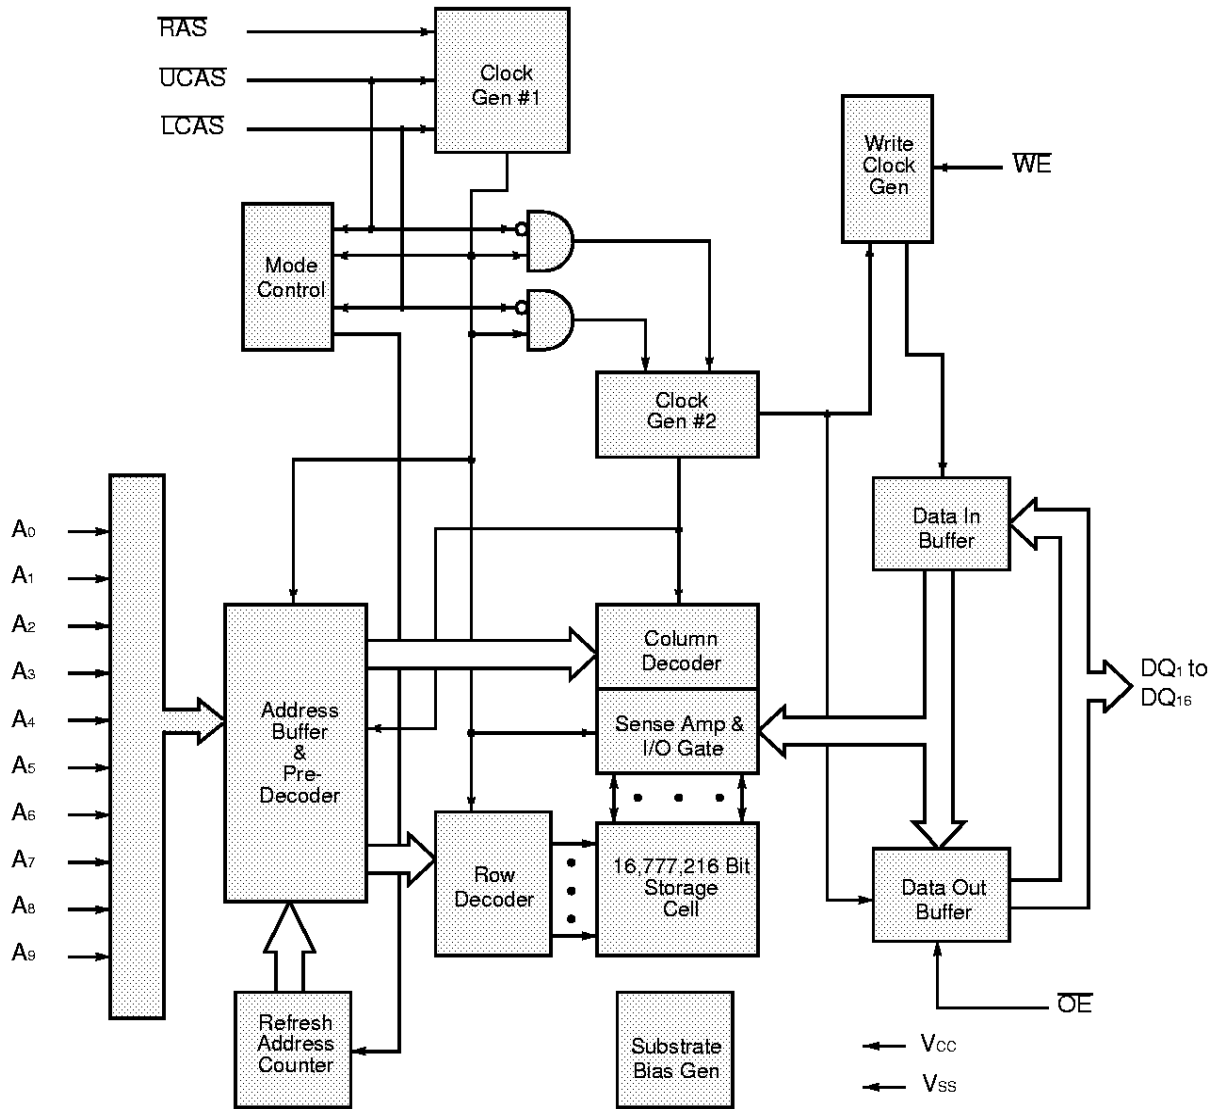 RAS
UCAS
LCAS
Clock
Gen #1
Write
Clock
Gen
WE
Mode
Control
Clock
Gen #2
A0
A1
A2
A3
A4
A5
A6
A7
A8
A9
Data In
Buffer
Column
Decoder
Address
Buffer
&
Pre-
Decoder
Sense Amp &
I/O Gate
DQ1 to
DQ16
Row
Decoder
16,777,216 Bit
Storage
Cell
Data Out
Buffer
Refresh
Address
Counter
Substrate
Bias Gen
OE
VCC
VSS